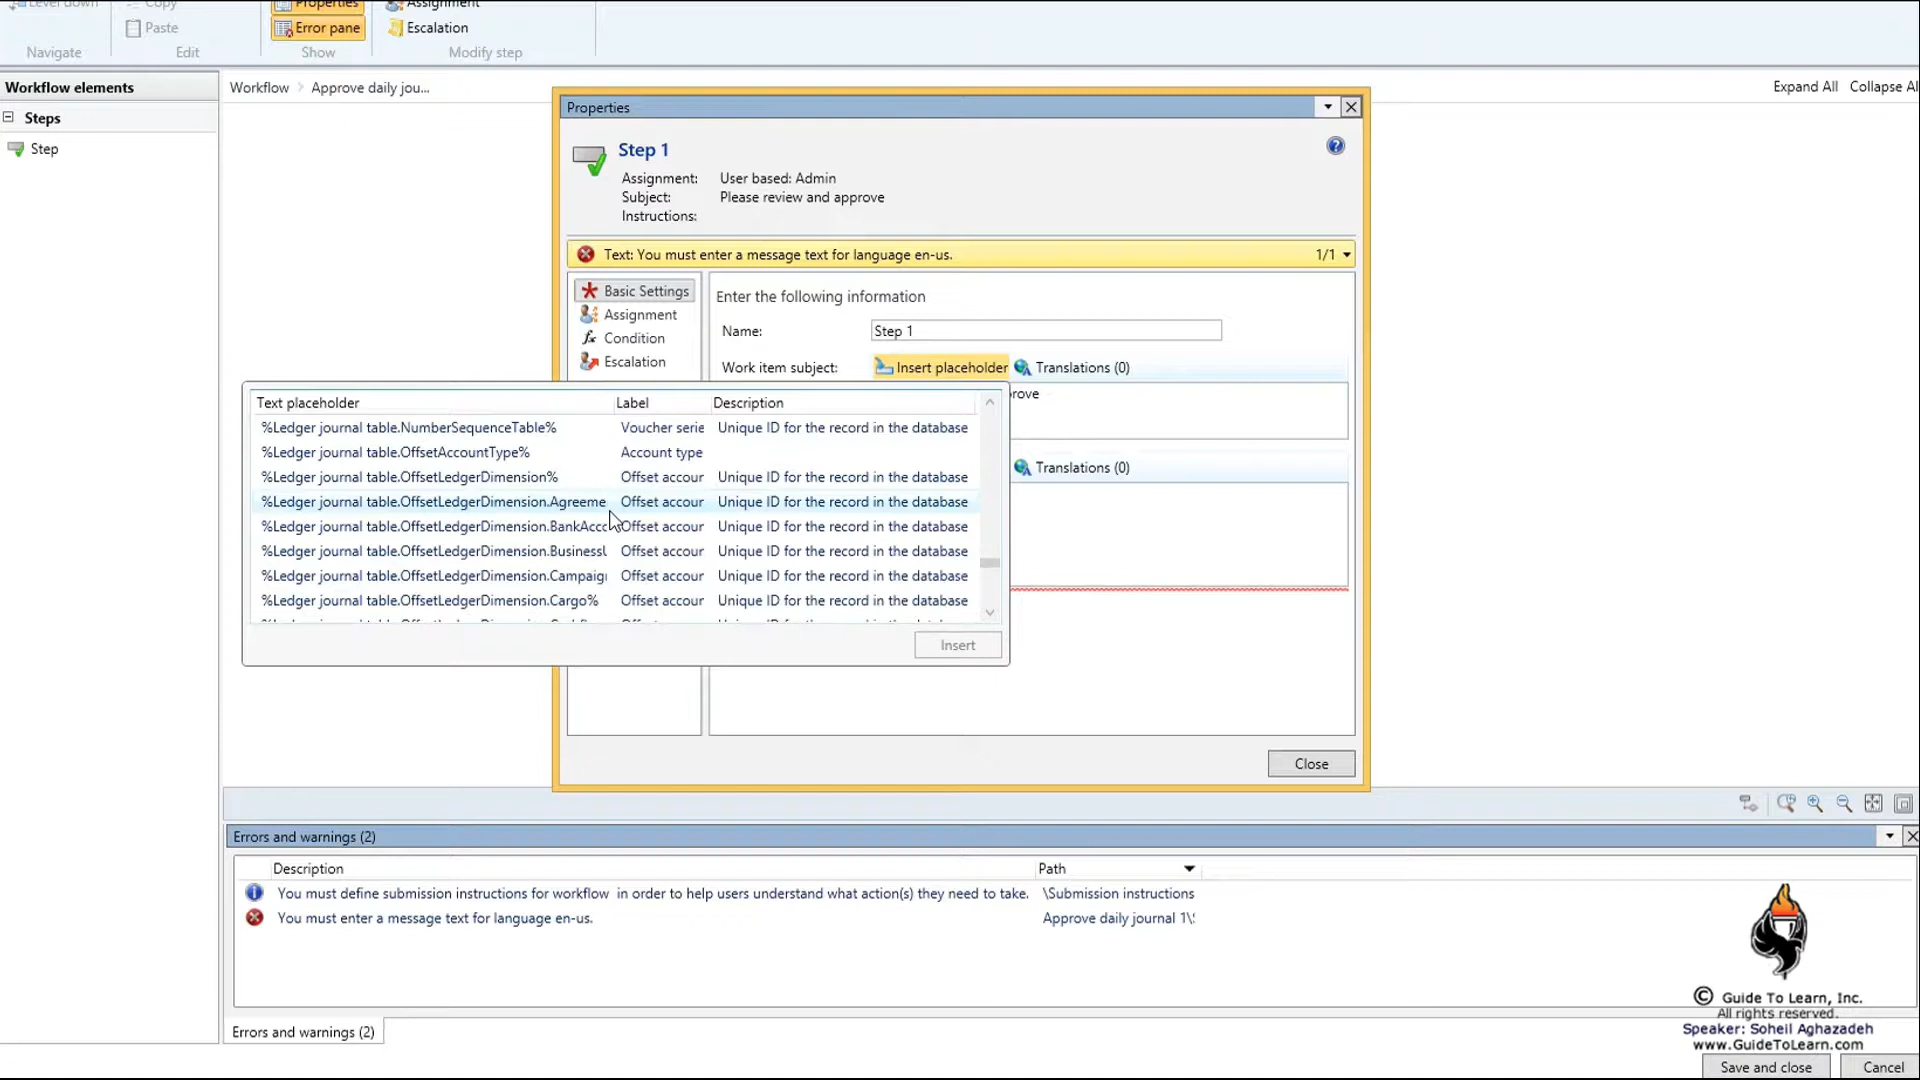 Level down
Copy
Properties
Assignment
Paste
Error pane
Escalation
Navigate
Edit
Show
Modify step
Workflow elements
Workflow > Approve daily jou...
Expand All
Collapse Al
Steps
Step
Properties
Step 1
Assignment: User based: Admin
Subject: Please review and approve
Instructions:
Text: You must enter a message text for language en-us.
1/1
Basic Settings
Assignment
Condition
Escalation
Enter the following information
Name: Step 1
Work item subject: Insert placeholder Translations (0)
rove
Translations (0)
Text placeholder Label Description
%Ledger journal table.NumberSequenceTable% Voucher serie Unique ID for the record in the database
%Ledger journal table.OffsetAccountType% Account type
%Ledger journal table.OffsetLedgerDimension% Offset accour Unique ID for the record in the database
%Ledger journal table.OffsetLedgerDimension.Agreeme Offset accour Unique ID for the record in the database
%Ledger journal table.OffsetLedgerDimension.BankAcc Offset accour Unique ID for the record in the database
%Ledger journal table.OffsetLedgerDimension.Business Offset accour Unique ID for the record in the database
%Ledger journal table.OffsetLedgerDimension.Campaig Offset accour Unique ID for the record in the database
%Ledger journal table.OffsetLedgerDimension.Cargo% Offset accour Unique ID for the record in the database
Insert
Close
Errors and warnings (2)
Description Path
You must define submission instructions for workflow in order to help users understand what action(s) they need to take. \Submission instructions
You must enter a message text for language en-us. Approve daily journal 1\
Errors and warnings (2)
© Guide To Learn, Inc.
All rights reserved.
Speaker: Soheil Aghazadeh
www.GuideToLearn.com
Save and close
Cancel